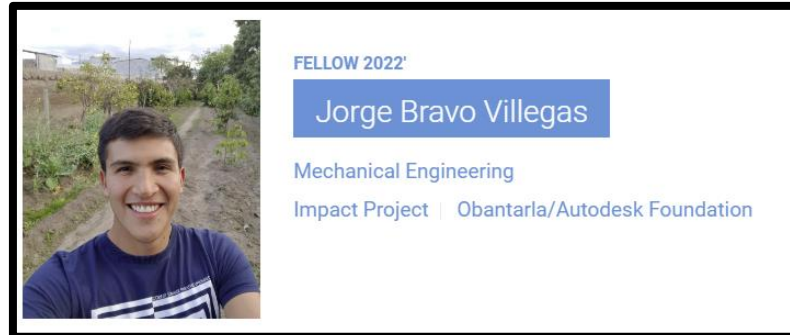 FELLOW 2022'
Jorge Bravo Villegas
Mechanical Engineering
Impact Project | Obantarla/Autodesk Foundation